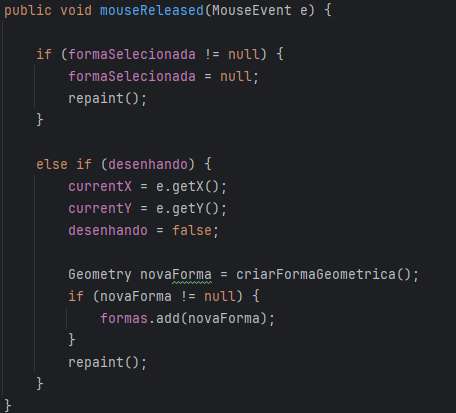 public void mouseReleased(MouseEvent e) {
if (formaSelecionada != null) {
formaSelecionada = null;
repaint();
}
else if (desenhando) {
currentX = e.getX();
currentY = e.getY();
desenhando = false;
Geometry novaForma = criarFormaGeometrica();
if (novaForma != null) {
formas.add(novaForma);
}
repaint();
}
}